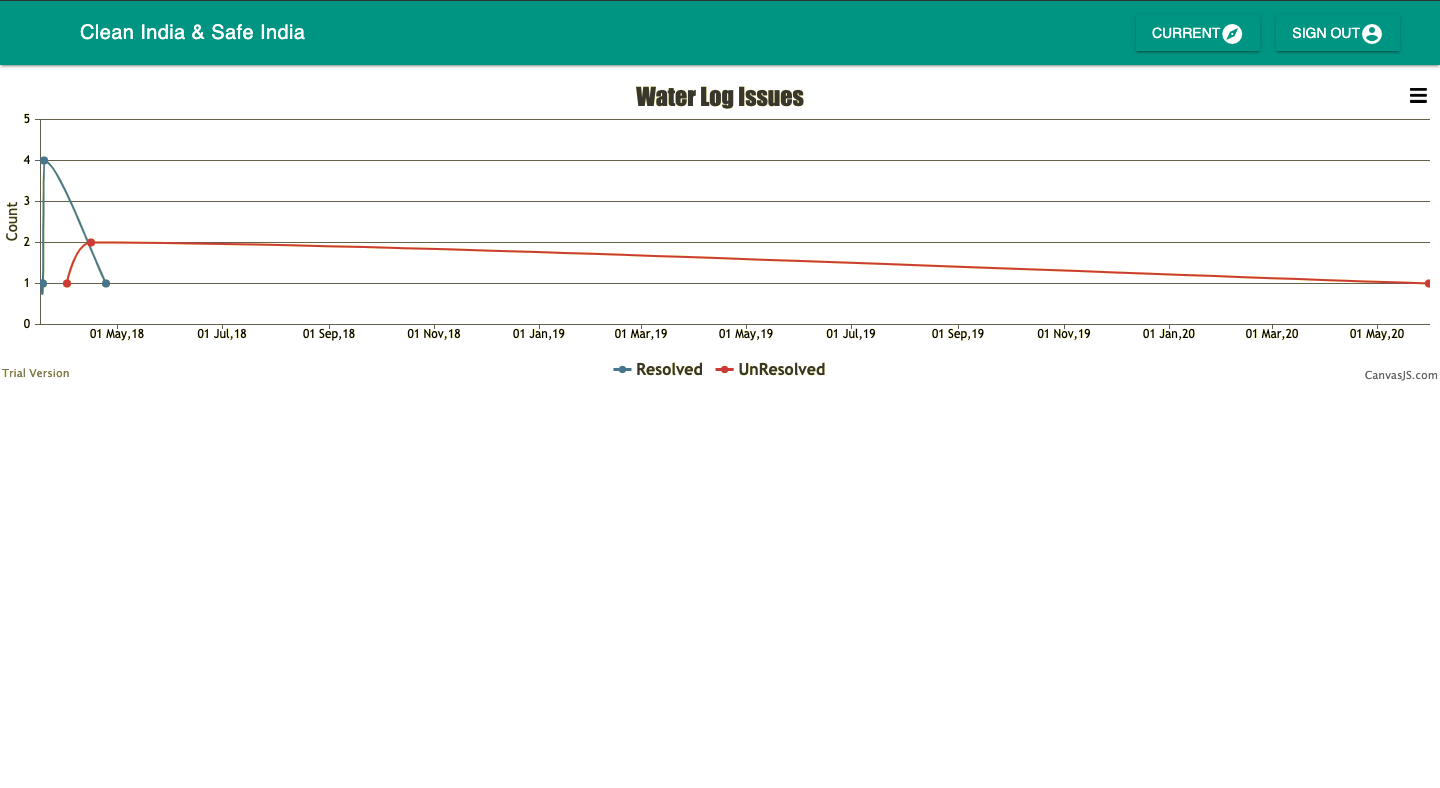 Clean India & Safe India
CURRENT
SIGN OUT
Water Log Issues
5
4
3
2
1
0
Count
01 May,18
01 Jul,18
01 Sep,18
01 Nov,18
01 Jan,19
01 Mar,19
01 May,19
01 Jul,19
01 Sep,19
01 Nov,19
01 Jan,20
01 Mar,20
01 May,20
Resolved
UnResolved
Trial Version
CanvasJS.com